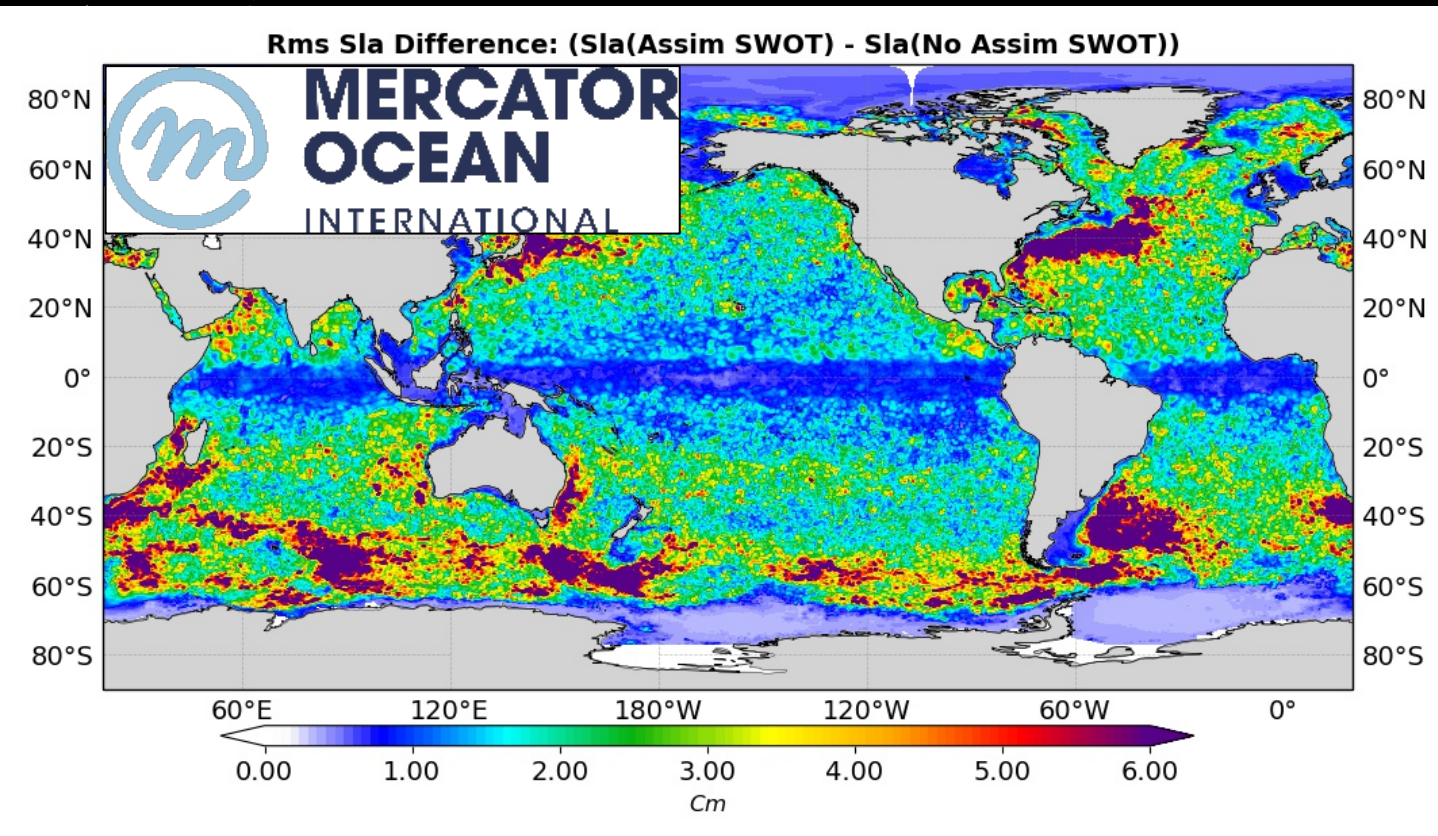 Rms Sla Difference: (Sla(Assim SWOT) - Sla(No Assim SWOT))
MERCATOR
OCEAN
INTERNATIONAL
80°N 80°N
60°N 60°N
40°N 40°N
20°N 20°N
0° 0°
20°S 20°S
40°S 40°S
60°S 60°S
80°S 80°S
60°E 120°E 180°W 120°W 60°W 0°
0.00 1.00 2.00 3.00 4.00 5.00 6.00
Cm